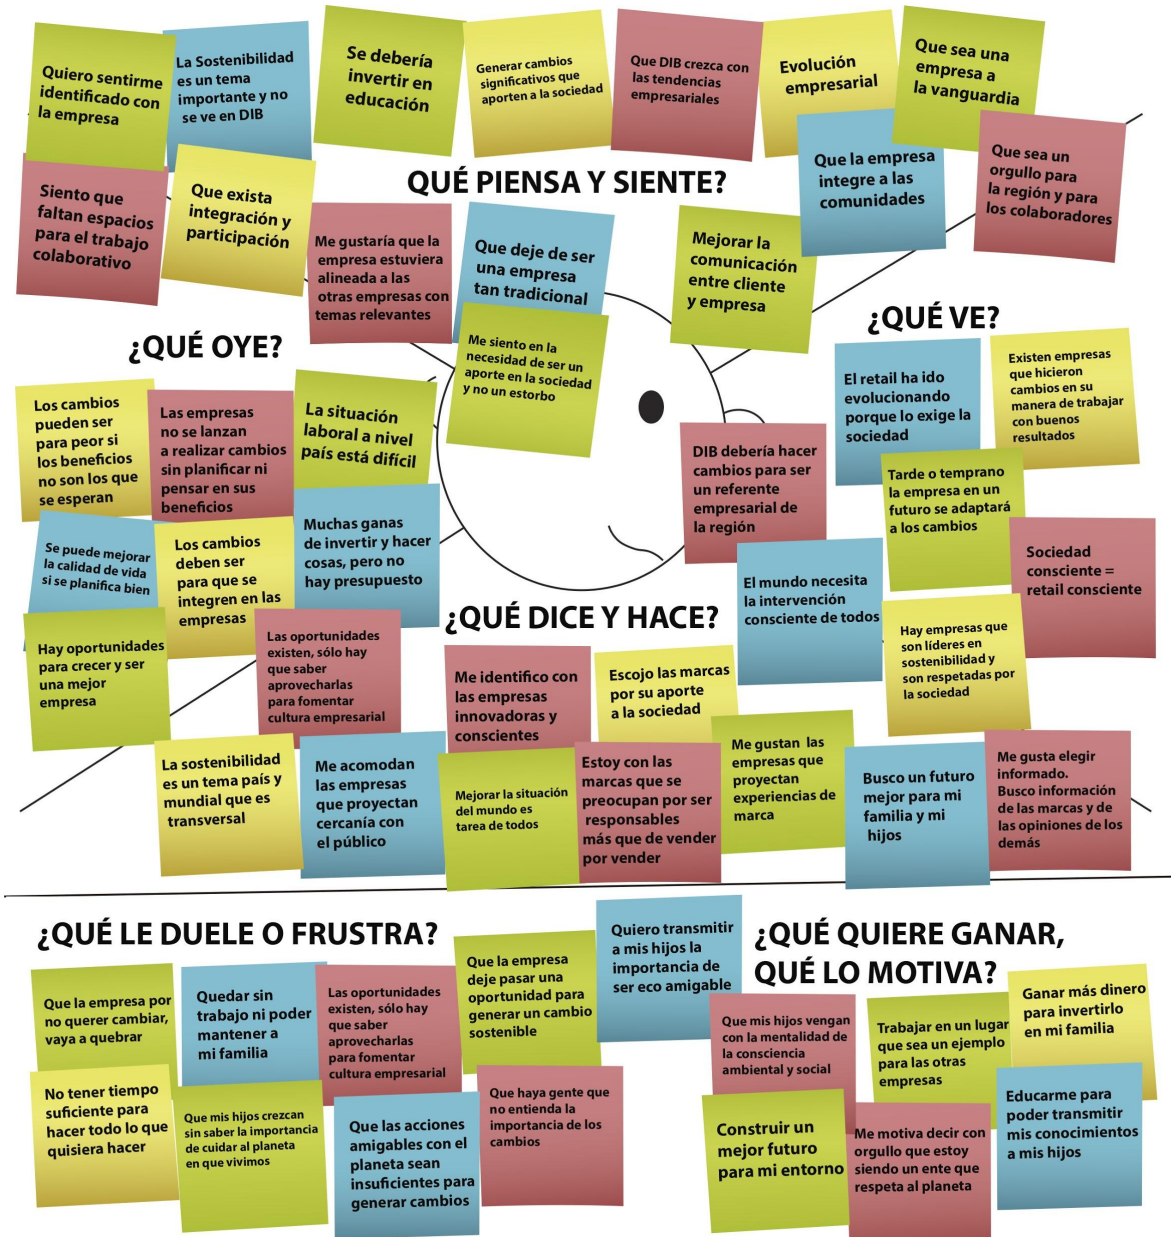 Quiero sentirme
identificado con
la empresa
La Sostenibilidad
es un tema
importante y no
se ve en DIB
Se debería
invertir en
educación
Generar cambios
significativos que
aporten a la sociedad
Que DIB crezca con
las tendencias
empresariales
Evolución
empresarial
Que sea una
empresa a
la vanguardia
Siento que
faltan espacios
para el trabajo
colaborativo
Que exista
integración y
participación
QUÉ PIENSA Y SIENTE?
Que la empresa
integre a las
comunidades
Que sea un
orgullo para
la región y para
los colaboradores
Me gustaría que la
empresa estuviera
alineada a las
otras empresas con
temas relevantes
Que deje de ser
una empresa
tan tradicional
Mejorar la
comunicación
entre cliente
y empresa
Me siento en la
necesidad de ser un
aporte en la sociedad
y no un estorbo
¿QUÉ OYE?
Los cambios
pueden ser
para peor si
los beneficios
no son los que
se esperan
Las empresas
no se lanzan
a realizar cambios
sin planificar ni
pensar en sus
beneficios
La situación
laboral a nivel
país está difícil
Se puede mejorar
la calidad de vida
si se planifica bien
Los cambios
deben ser
para que se
integren en las
empresas
Muchas ganas
de invertir y hacer
cosas, pero no
hay presupuesto
Hay oportunidades
para crecer y ser
una mejor
empresa
Las oportunidades
existen, sólo hay
que saber
aprovecharlas
para fomentar
cultura empresarial
La sostenibilidad
es un tema país y
mundial que es
transversal
¿QUÉ VE?
El retail ha ido
evolucionando
porque lo exige la
sociedad
Existen empresas
que hicieron
cambios en su
manera de trabajar
con buenos
resultados
DIB debería hacer
cambios para ser
un referente
empresarial de
la región
Tarde o temprano
la empresa en un
futuro se adaptará
a los cambios
Sociedad
consciente =
retail consciente
El mundo necesita
la intervención
consciente de todos
Hay empresas que
son líderes en
sostenibilidad y
son respetadas por
la sociedad
¿QUÉ DICE Y HACE?
Me identifico con
las empresas
innovadoras y
conscientes
Escojo las marcas
por su aporte
a la sociedad
Me acomodan
las empresas
que proyectan
cercanía con
el público
Mejorar la situación
del mundo es
tarea de todos
Estoy con las
marcas que se
preocupan por ser
responsables
más que de vender
por vender
Me gustan las
empresas que
proyectan
experiencias de
marca
Busco un futuro
mejor para mi
familia y mi
hijos
Me gusta elegir
informado.
Busco información
de las marcas y de
las opiniones de los
demás
¿QUÉ LE DUELE O FRUSTRA?
Que la empresa por
no querer cambiar,
vaya a quebrar
Quedar sin
trabajo ni poder
mantener a
mi familia
Las oportunidades
existen, sólo hay
que saber
aprovecharlas
para fomentar
cultura empresarial
Que la empresa
deje pasar una
oportunidad para
generar un cambio
sostenible
No tener tiempo
suficiente para
hacer todo lo que
quisiera hacer
Que mis hijos crezcan
sin saber la importancia
de cuidar al planeta
en que vivimos
Que las acciones
amigables con el
planeta sean
insuficientes para
generar cambios
Que haya gente que
no entienda la
importancia de los
cambios
¿QUÉ QUIERE GANAR,
QUÉ LO MOTIVA?
Quiero transmitir
a mis hijos la
importancia de
ser eco amigable
Que mis hijos vengan
con la mentalidad de
la consciencia
ambiental y social
Trabajar en un lugar
que sea un ejemplo
para las otras
empresas
Ganar más dinero
para invertirlo
en mi familia
Construir un
mejor futuro
para mi entorno
Me motiva decir con
orgullo que estoy
siendo un ente que
respeta al planeta
Educarme para
poder transmitir
mis conocimientos
a mis hijos